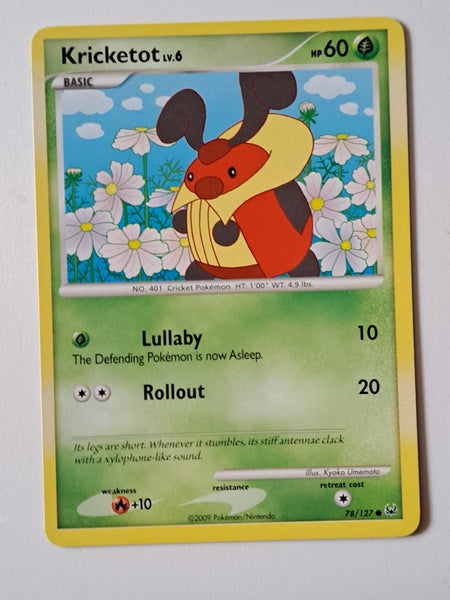 Kricketot LV.6
HP 60
BASIC
NO. 401 Cricket Pokémon HT: 1'00" WT: 4.9 lbs.
Lullaby 10
The Defending Pokémon is now Asleep.
Rollout 20
Its legs are short. Whenever it stumbles, its stiff antennae clack
with a xylophone-like sound.
Illus. Kyoko Umemoto
weakness resistance retreat cost
+10
©2009 Pokémon/Nintendo
78/127